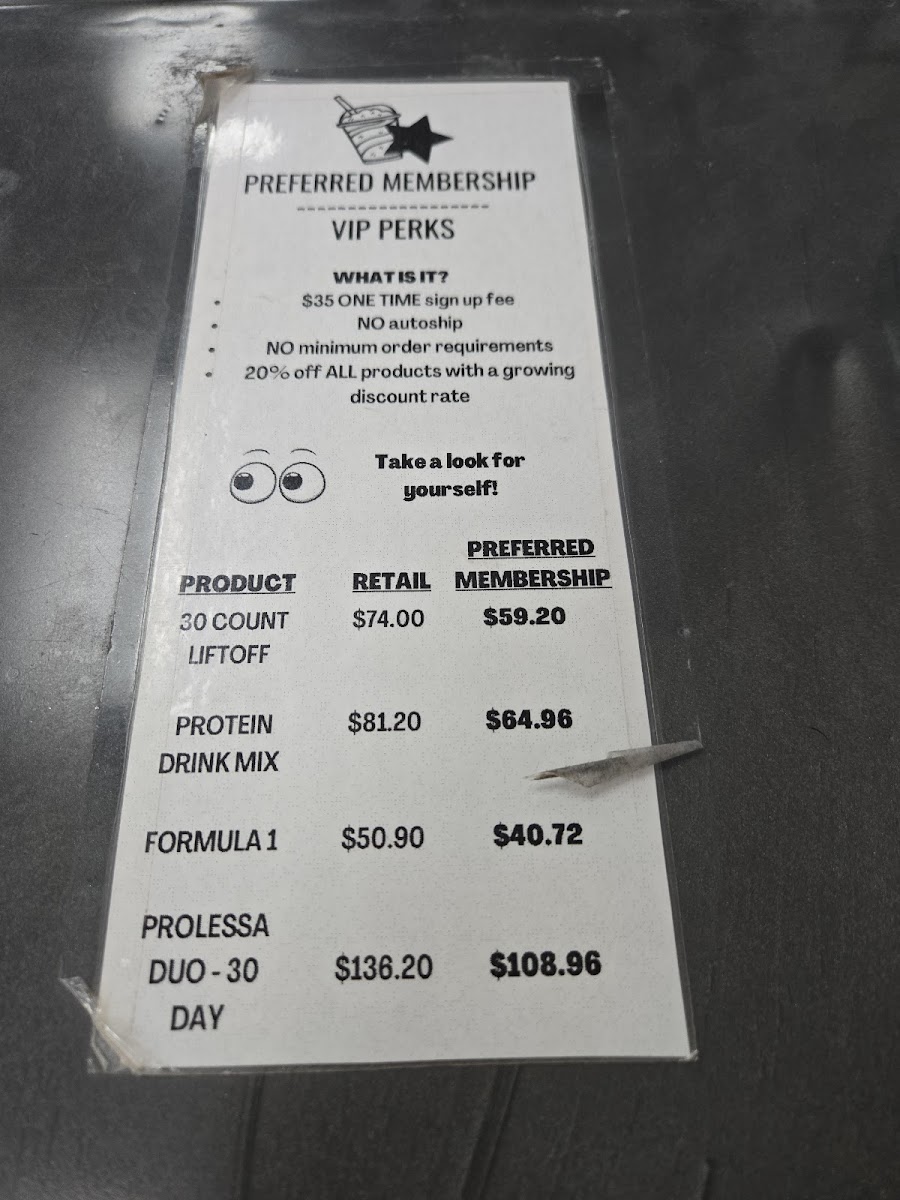 PREFERRED MEMBERSHIP
VIP PERKS
WHAT IS IT?
• $35 ONE TIME sign up fee
• NO autoship
• NO minimum order requirements
• 20% off ALL products with a growing
discount rate
Take a look for
yourself!
PREFERRED
PRODUCT RETAIL MEMBERSHIP
30 COUNT $74.00 $59.20
LIFTOFF
PROTEIN $81.20 $64.96
DRINK MIX
FORMULA 1 $50.90 $40.72
PROLESSA
DUO - 30 $136.20 $108.96
DAY